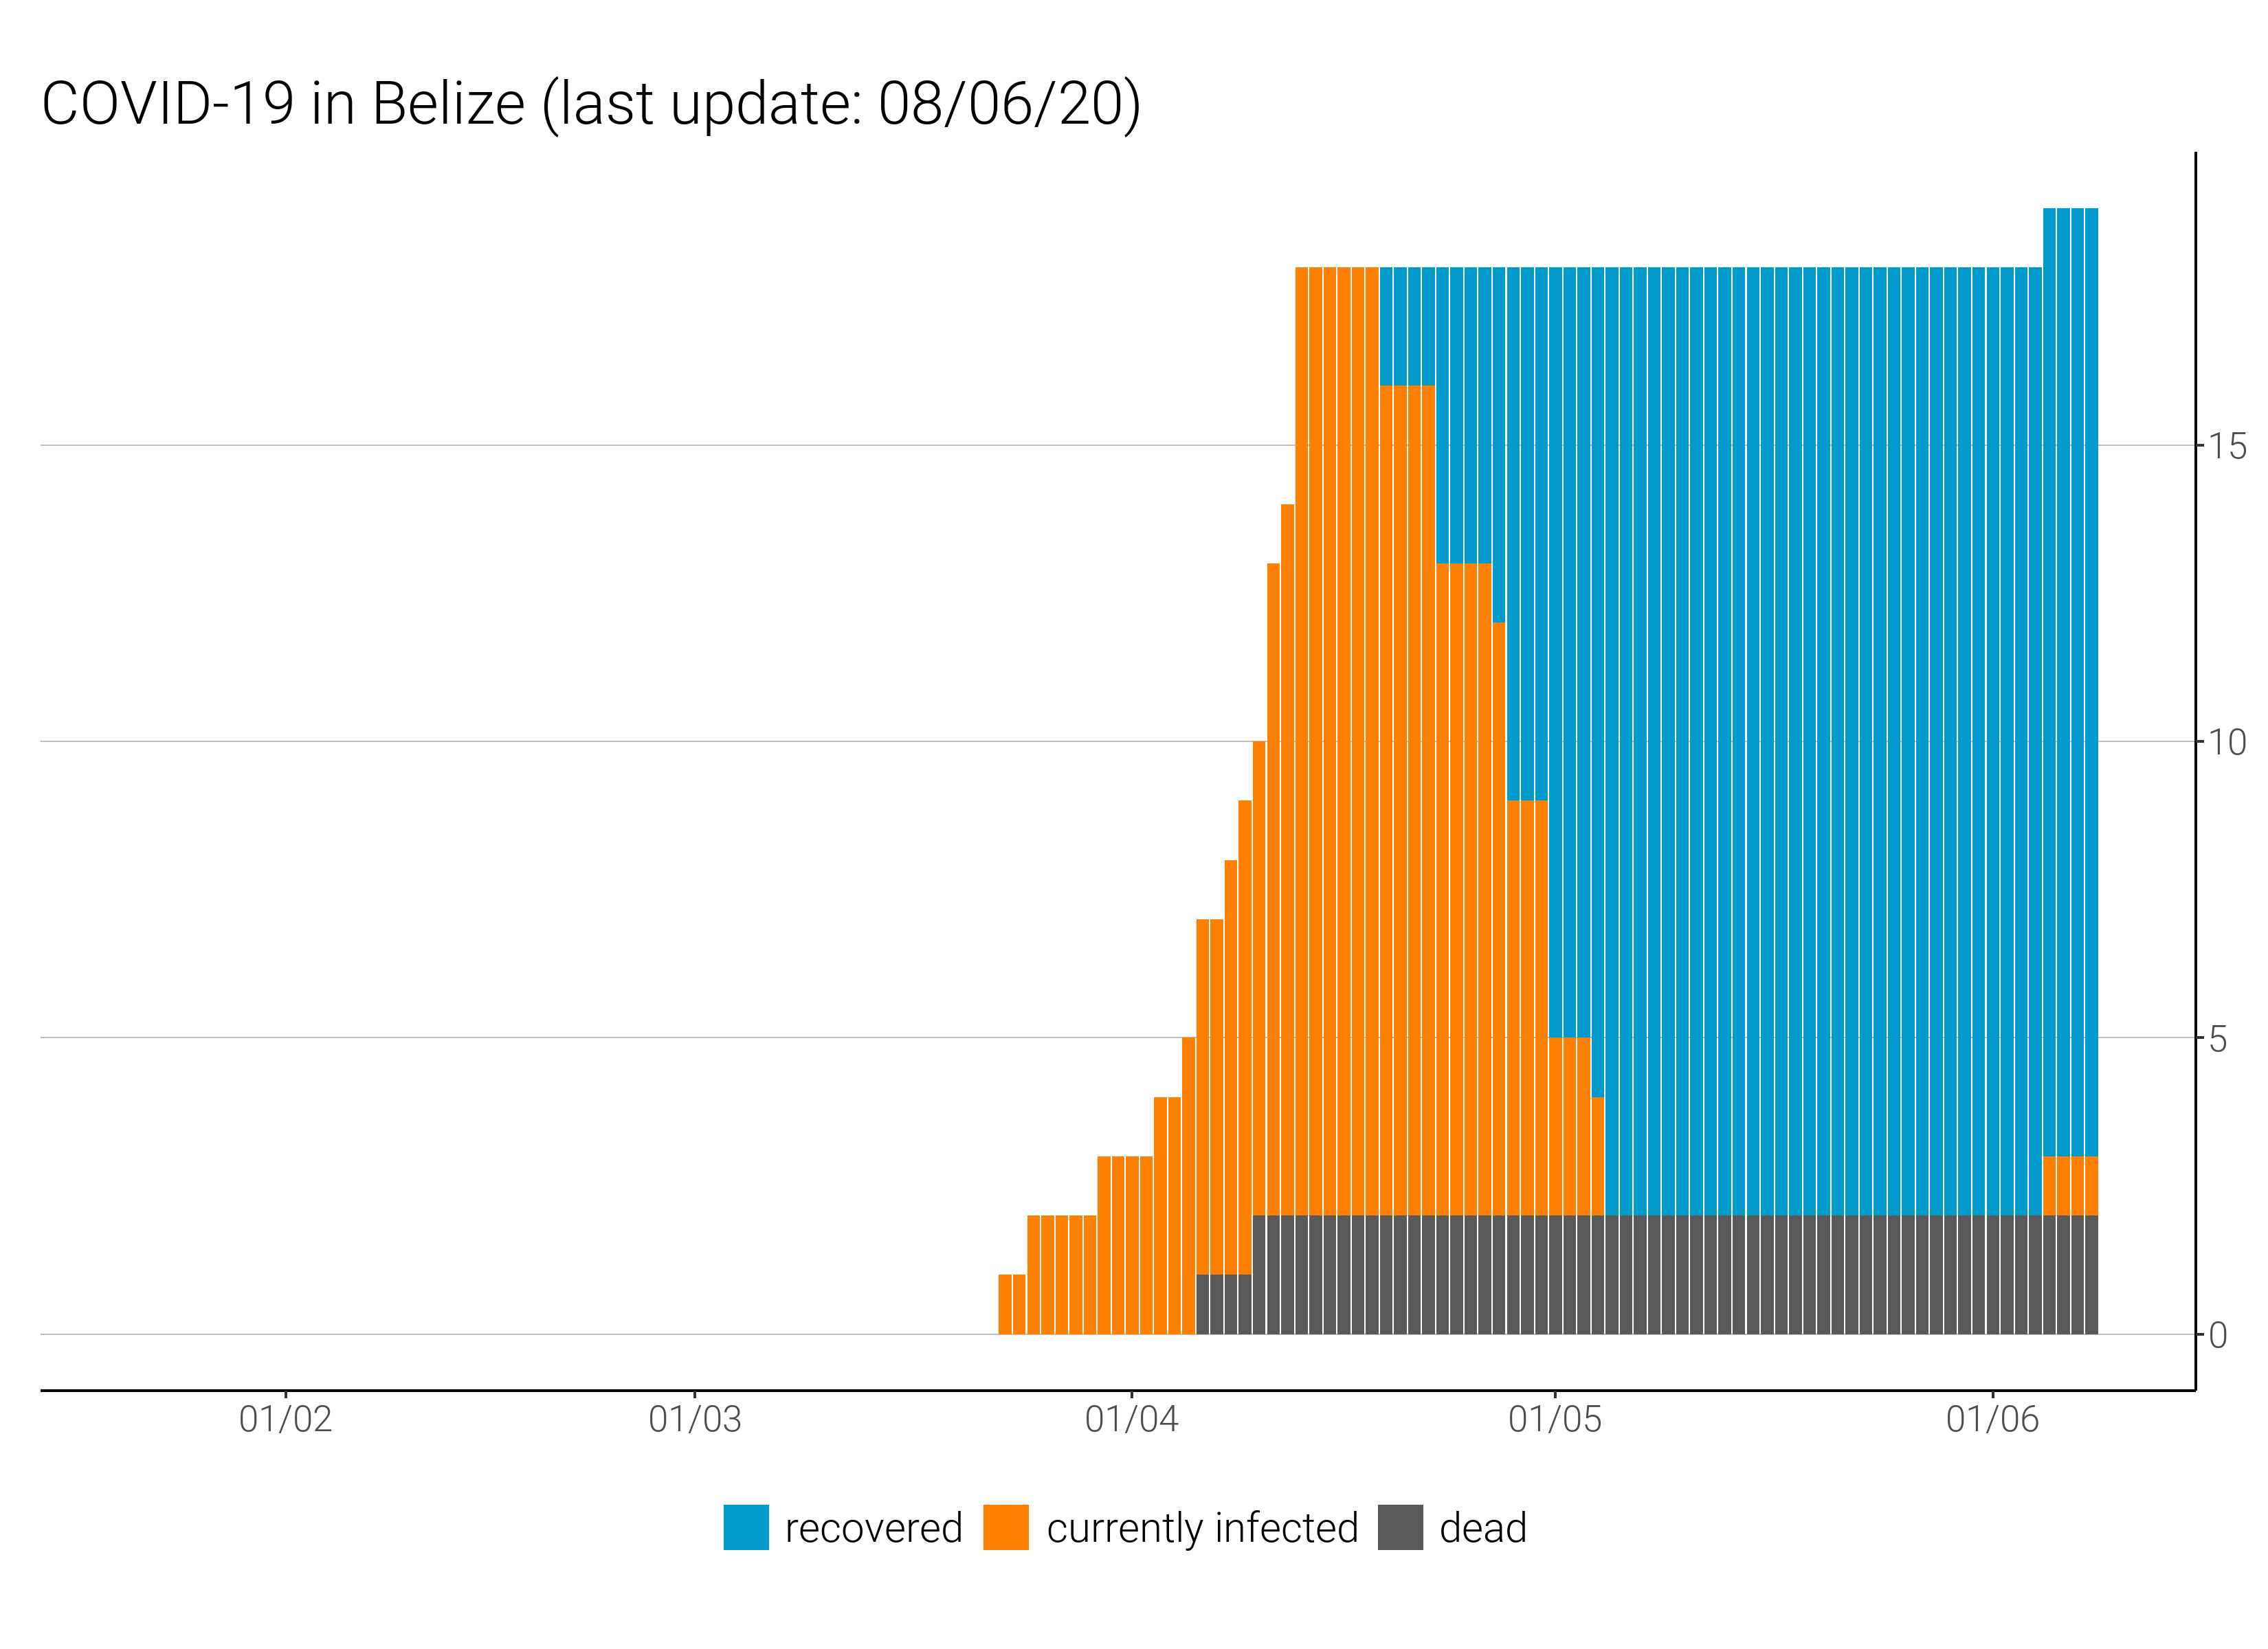 COVID-19 in Belize (last update: 08/06/20)
15
10
5
0
01/02 01/03 01/04 01/05 01/06
recovered currently infected dead